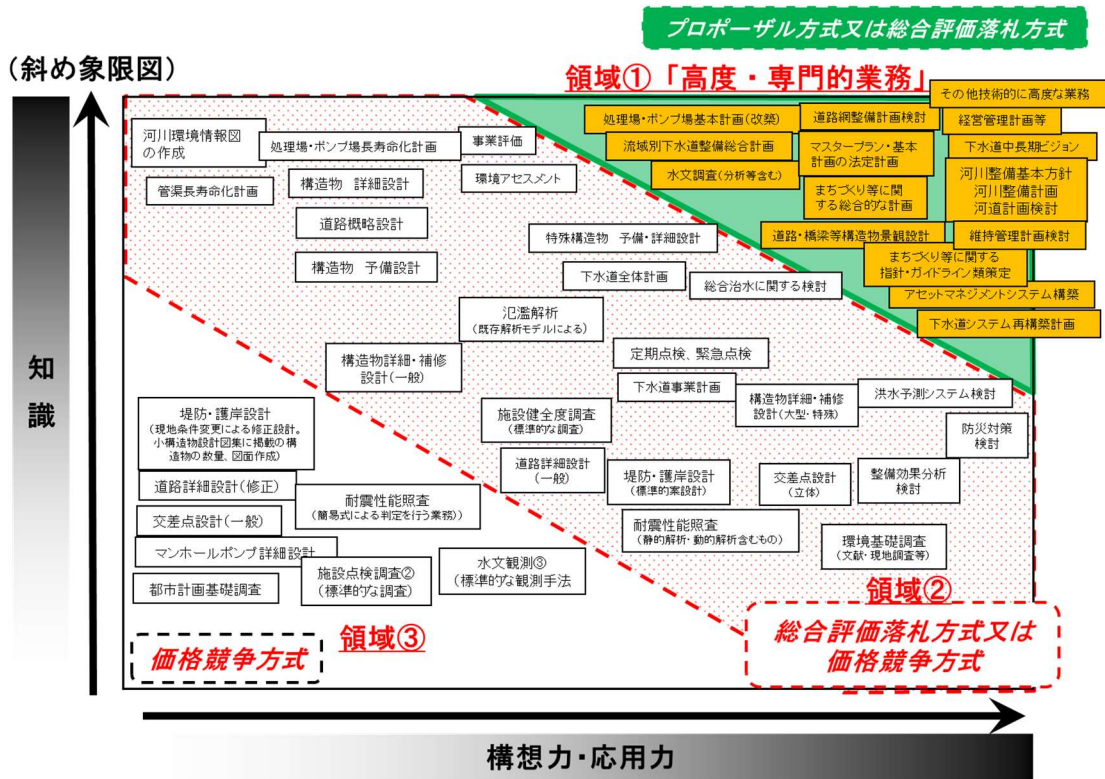 プロポーザル方式又は総合評価落札方式
(斜め象限図)
領域①「高度・専門的業務」
その他技術的に高度な業務
処理場・ポンプ場基本計画(改築)
道路網整備計画検討
経営管理計画等
河川環境情報図
の作成
処理場・ポンプ場長寿命化計画
事業評価
流域別下水道整備総合計画
マスタープラン・基本
計画の法定計画
下水道中長期ビジョン
管渠長寿命化計画
構造物 詳細設計
環境アセスメント
水文調査(分析等含む)
まちづくり等に関
する総合的な計画
河川整備基本方針
河川整備計画
河道計画検討
道路概略設計
特殊構造物 予備・詳細設計
道路・橋梁等構造物景観設計
維持管理計画検討
構造物 予備設計
下水道全体計画
総合治水に関する検討
まちづくり等に関する
指針・ガイドライン類策定
アセットマネジメントシステム構築
下水道システム再構築計画
氾濫解析
(既存解析モデルによる)
構造物詳細・補修
設計(一般)
定期点検、緊急点検
下水道事業計画
構造物詳細・補修
設計(大型・特殊)
洪水予測システム検討
知
識
堤防・護岸設計
(現地条件変更による修正設計。
小構造物設計図集に掲載の構
造物の数量、図面作成)
施設健全度調査
(標準的な調査)
防災対策
検討
道路詳細設計
(一般)
堤防・護岸設計
(標準的案設計)
交差点設計
(立体)
整備効果分析
検討
道路詳細設計(修正)
耐震性能照査
(簡易式による判定を行う業務))
交差点設計(一般)
耐震性能照査
(静的解析・動的解析含むもの)
環境基礎調査
(文献・現地調査等)
マンホールポンプ詳細設計
施設点検調査②
(標準的な調査)
水文観測③
(標準的な観測手法)
都市計画基礎調査
領域②
領域③
価格競争方式
総合評価落札方式又は
価格競争方式
構想力・応用力